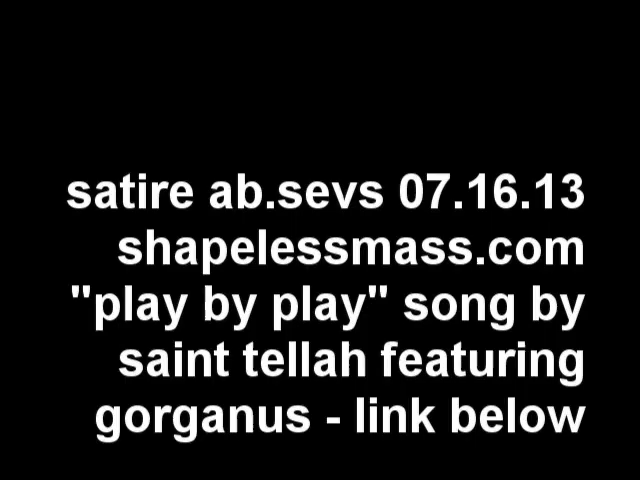 satire ab.sevs 07.16.13
shapelessmass.com
"play by play" song by
saint tellah featuring
gorganus - link below